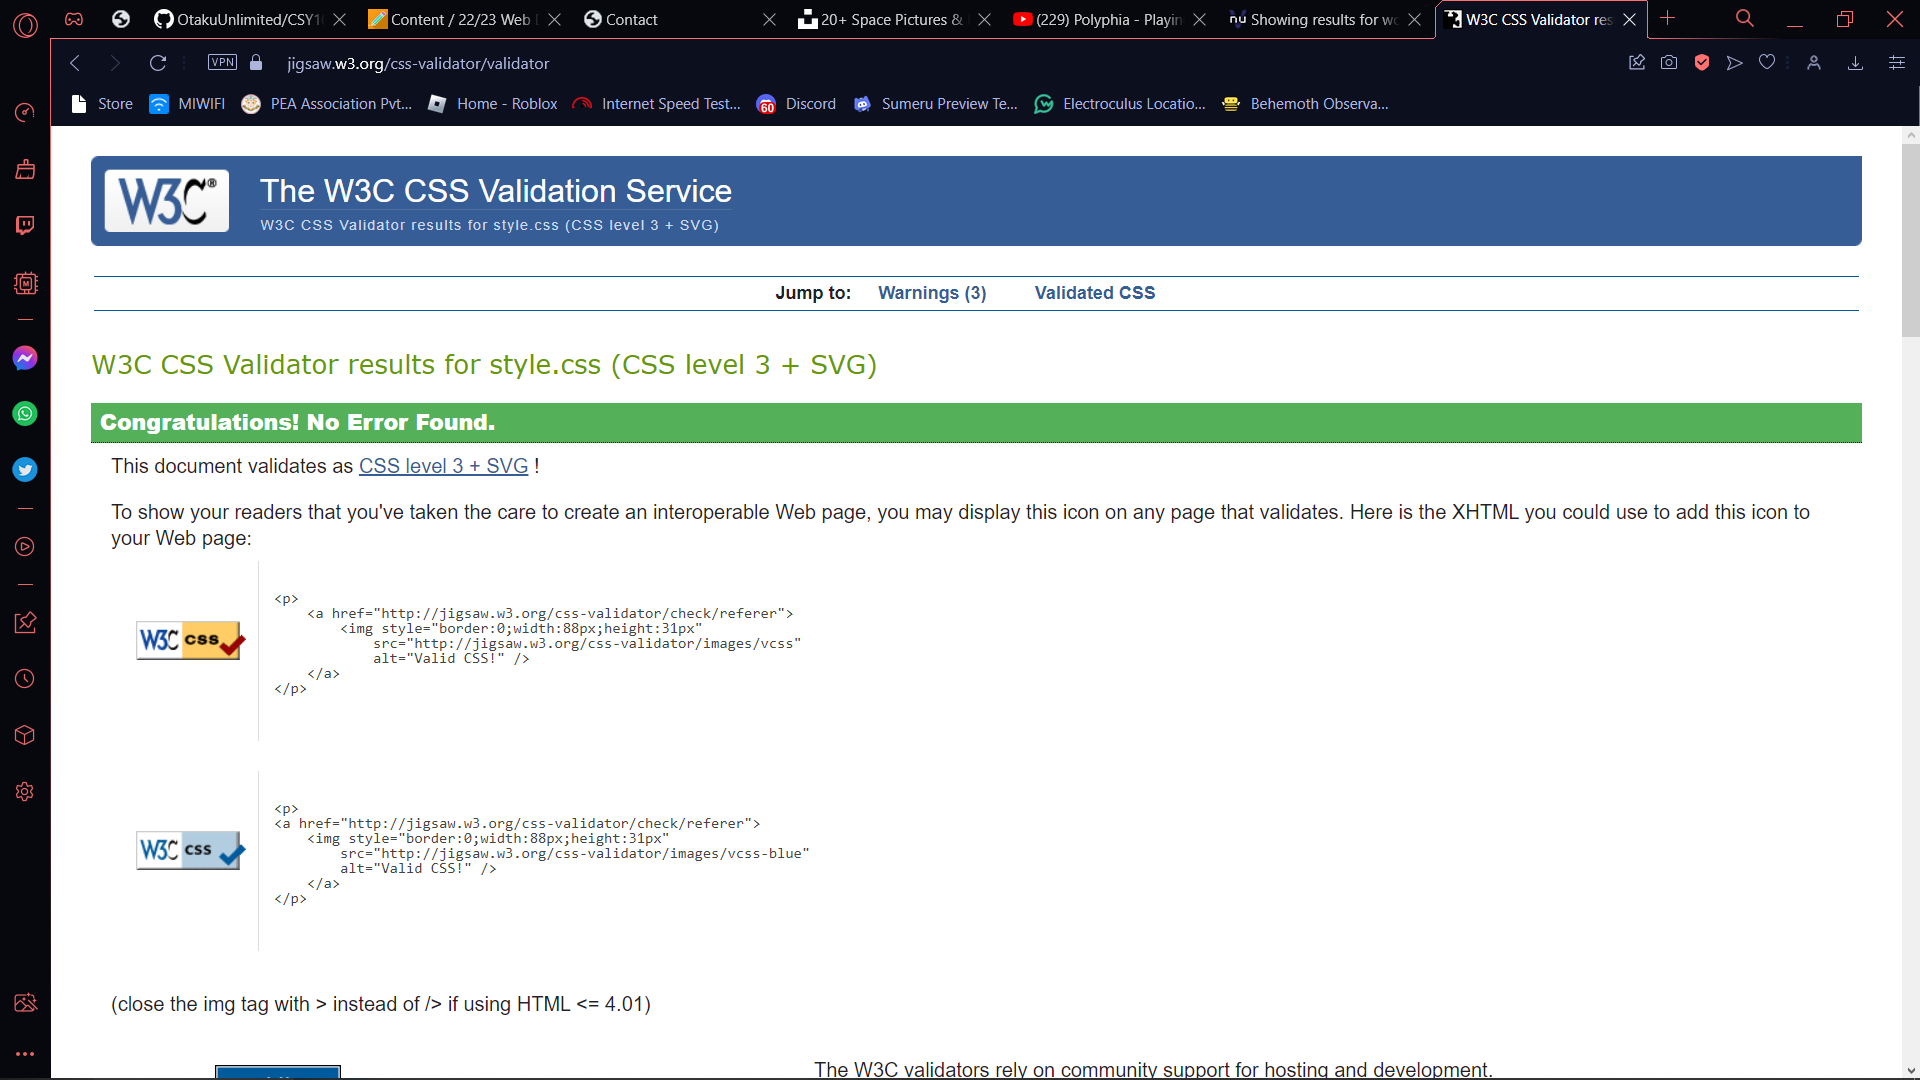 OtakuUnlimited/CSY1
Content / 22/23 Web
Contact
20+ Space Pictures &
(229) Polyphia - Playin
Showing results for wo
W3C CSS Validator res
VPN
jigsaw.w3.org/css-validator/validator
Store
MIWIFI
PEA Association Pvt...
Home - Roblox
Internet Speed Test...
60
Discord
Sumeru Preview Te...
Electroculus Locatio...
Behemoth Observa...
W3C®
The W3C CSS Validation Service
W3C CSS Validator results for style.css (CSS level 3 + SVG)
Jump to: Warnings (3) Validated CSS
W3C CSS Validator results for style.css (CSS level 3 + SVG)
Congratulations! No Error Found.
This document validates as CSS level 3 + SVG !
To show your readers that you've taken the care to create an interoperable Web page, you may display this icon on any page that validates. Here is the XHTML you could use to add this icon to
your Web page:
W3C css
<p>
<a href="http://jigsaw.w3.org/css-validator/check/referer">
<img style="border:0;width:88px;height:31px"
src="http://jigsaw.w3.org/css-validator/images/vcss"
alt="Valid CSS!" />
</a>
</p>
W3C css
<p>
<a href="http://jigsaw.w3.org/css-validator/check/referer">
<img style="border:0;width:88px;height:31px"
src="http://jigsaw.w3.org/css-validator/images/vcss-blue"
alt="Valid CSS!" />
</a>
</p>
(close the img tag with > instead of /> if using HTML <= 4.01)
The W3C validators rely on community support for hosting and development.